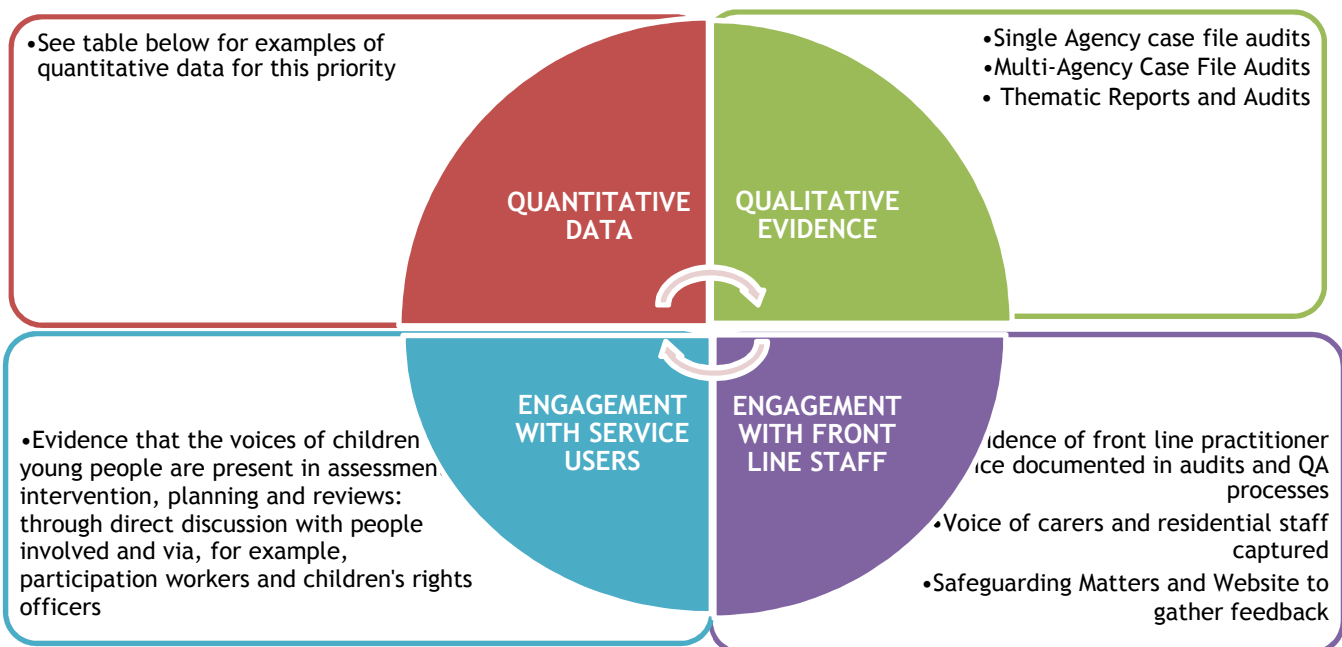 •See table below for examples of
quantitative data for this priority
•Single Agency case file audits
•Multi-Agency Case File Audits
• Thematic Reports and Audits
QUANTITATIVE
DATA
QUALITATIVE
EVIDENCE
ENGAGEMENT
WITH SERVICE
USERS
ENGAGEMENT
WITH FRONT
LINE STAFF
•Evidence that the voices of children
young people are present in
intervention, planning and reviews:
through direct discussion with people
involved and via, for example,
participation workers and children's rights
officers
of front line practitioner
documented in audits and QA
processes
•Voice of carers and residential staff
captured
•Safeguarding Matters and Website to
gather feedback